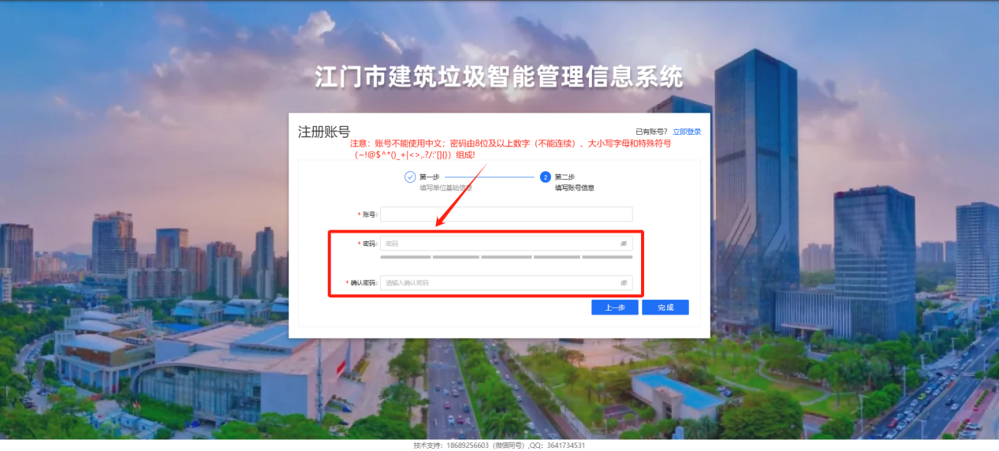 江门市建筑垃圾智能管理信息系统
注册账号
已有账号？ 立即登录
注意：账号不能使用中文；密码由8位及以上数字（不能连续）、大小写字母和特殊符号
（~!@$^*()_+|<>,.?/:'[]{}）组成!
第一步
2 第二步
填写单位基础信息
填写账号信息
* 账号:
* 密码: 密码
* 确认密码: 请输入确认密码
上一步 完成
技术支持：18689256603（微信同号）,QQ：3641734531